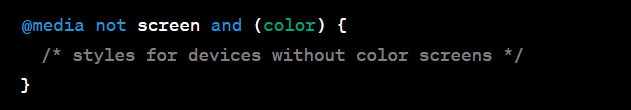 @media not screen and (color) {
  /* styles for devices without color screens */
}